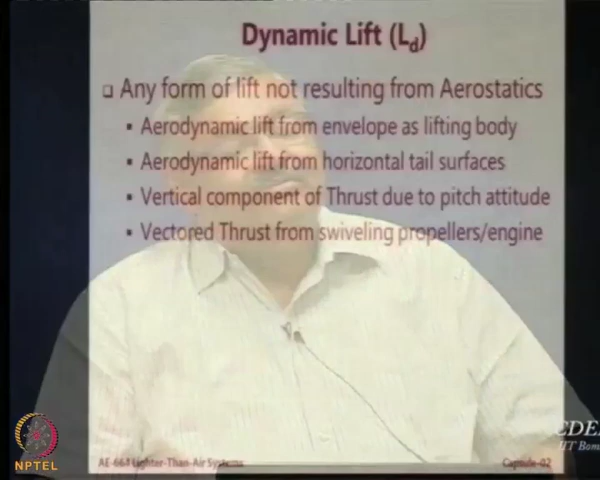 Dynamic Lift (Ld)
❑ Any form of lift not resulting from Aerostatics
▪ Aerodynamic lift from envelope as lifting body
▪ Aerodynamic lift from horizontal tail surfaces
▪ Vertical component of Thrust due to pitch attitude
▪ Vectored Thrust from swiveling propellers/engine
CDEE
IIT Bom
NPTEL
AE-664 Lighter-Than-Air Systems
Capsule-02